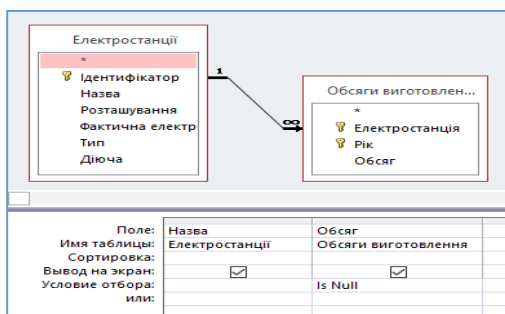 Електростанції
*
Ідентифікатор
Назва
Розташування
Фактична електр
Тип
Діюча
1
∞
Обсяги виготовлен...
*
Електростанція
Рік
Обсяг
Поле: Назва Обсяг
Имя таблицы: Електростанції Обсяги виготовлення
Сортировка:
Вывод на экран:
Условие отбора: Is Null
или: